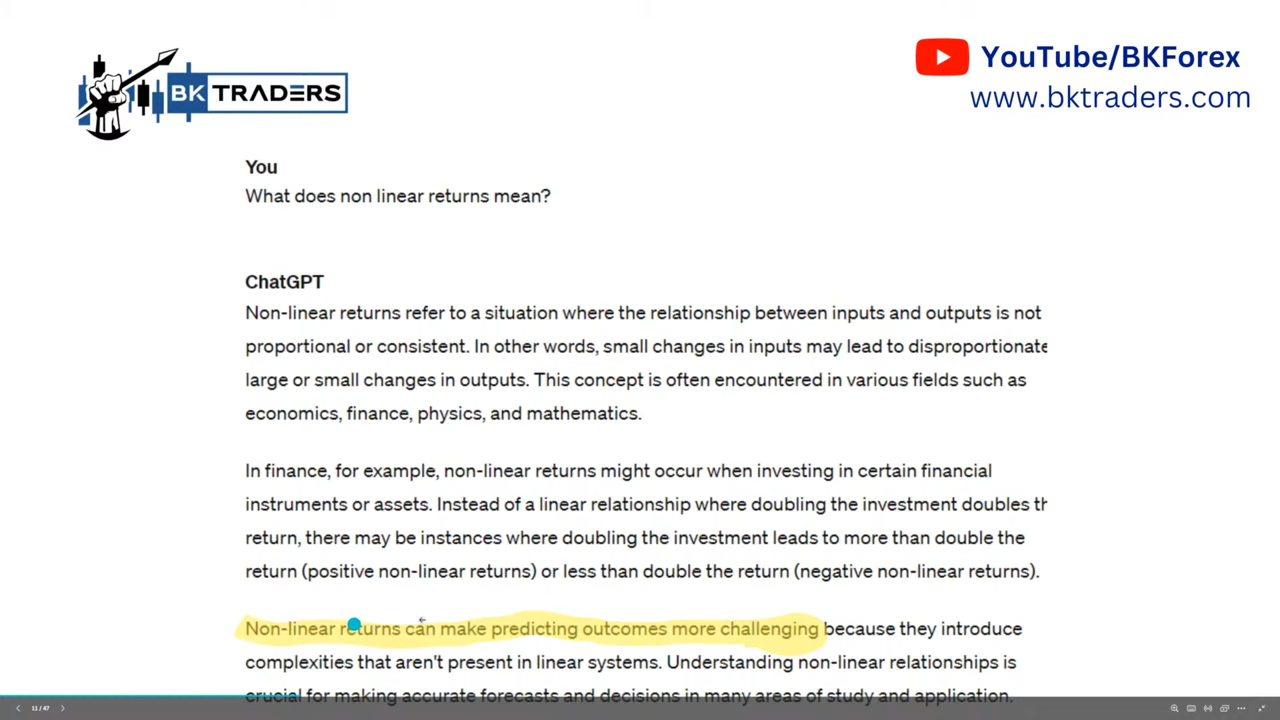 BK TRADERS
YouTube/BKForex
www.bktraders.com
You
What does non linear returns mean?
ChatGPT
Non-linear returns refer to a situation where the relationship between inputs and outputs is not
proportional or consistent. In other words, small changes in inputs may lead to disproportionate
large or small changes in outputs. This concept is often encountered in various fields such as
economics, finance, physics, and mathematics.
In finance, for example, non-linear returns might occur when investing in certain financial
instruments or assets. Instead of a linear relationship where doubling the investment doubles th
return, there may be instances where doubling the investment leads to more than double the
return (positive non-linear returns) or less than double the return (negative non-linear returns).
Non-linear returns can make predicting outcomes more challenging because they introduce
complexities that aren't present in linear systems. Understanding non-linear relationships is
crucial for making accurate forecasts and decisions in many areas of study and application.
11 / 47